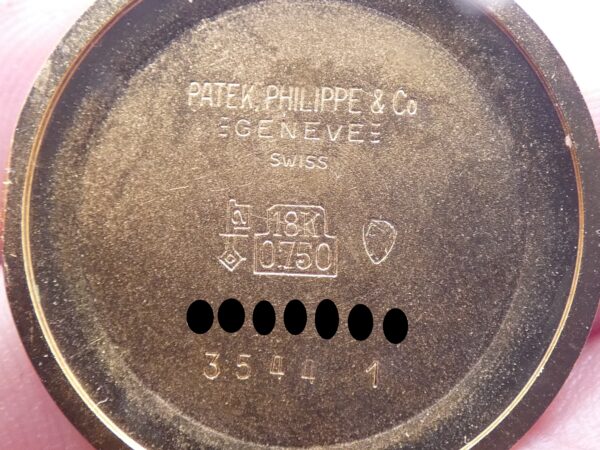 PATEK, PHILIPPE & Co
GENEVE
SWISS
18K
0.750
3544 1